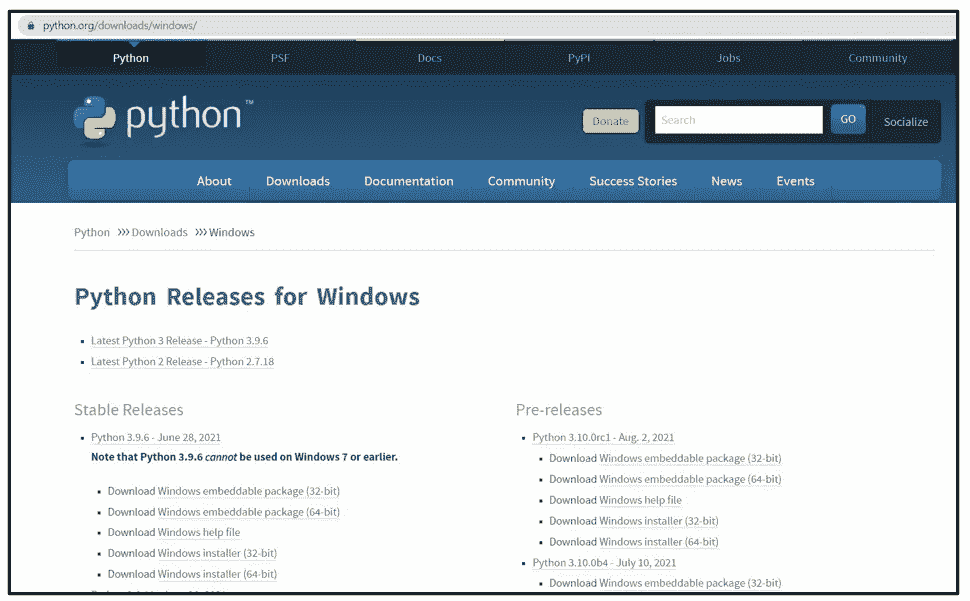 python.org/downloads/windows/
Python PSF Docs PyPI Jobs Community
python™
Donate Search GO Socialize
About Downloads Documentation Community Success Stories News Events
Python >>> Downloads >>> Windows
Python Releases for Windows
Latest Python 3 Release - Python 3.9.6
Latest Python 2 Release - Python 2.7.18
Stable Releases
Python 3.9.6 - June 28, 2021
Note that Python 3.9.6 cannot be used on Windows 7 or earlier.
Download Windows embeddable package (32-bit)
Download Windows embeddable package (64-bit)
Download Windows help file
Download Windows installer (32-bit)
Download Windows installer (64-bit)
Pre-releases
Python 3.10.0rc1 - Aug. 2, 2021
Download Windows embeddable package (32-bit)
Download Windows embeddable package (64-bit)
Download Windows help file
Download Windows installer (32-bit)
Download Windows installer (64-bit)
Python 3.10.0b4 - July 10, 2021
Download Windows embeddable package (32-bit)